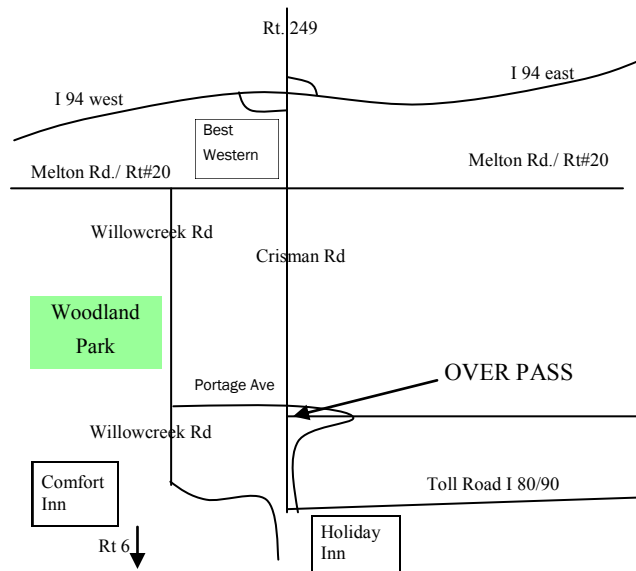 Rt. 249
I 94 east
I 94 west
Best
Western
Melton Rd./ Rt#20
Melton Rd./ Rt#20
Willowcreek Rd
Crisman Rd
Woodland
Park
OVER PASS
Portage Ave
Willowcreek Rd
Comfort
Inn
Toll Road I 80/90
Holiday
Inn
Rt 6